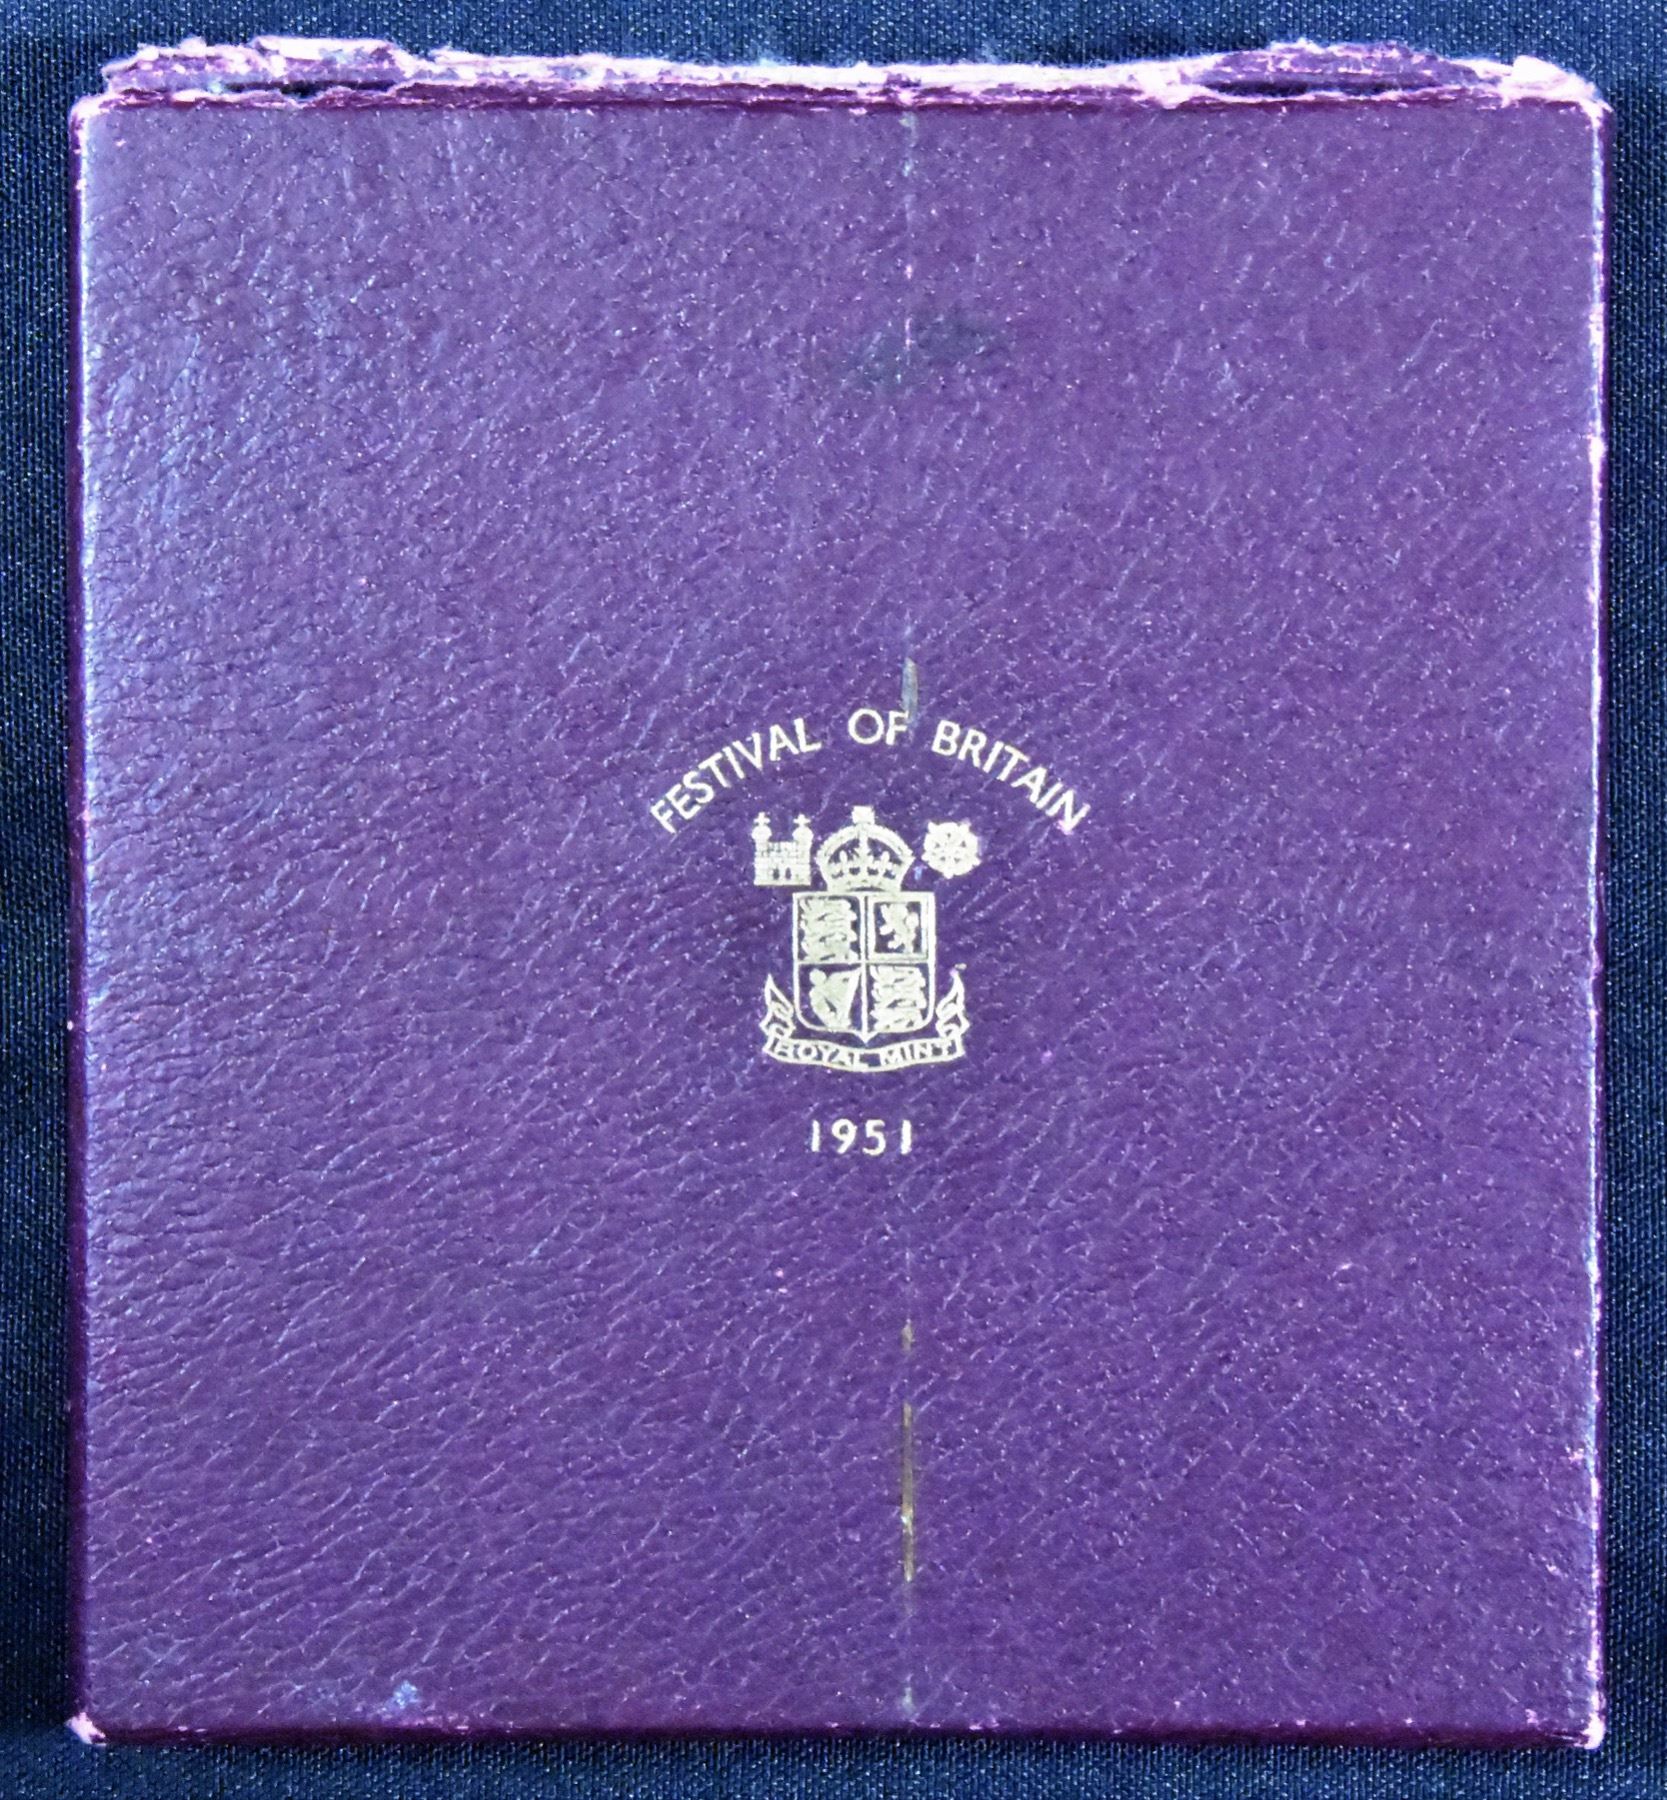 FESTIVAL OF BRITAIN
ROYAL MINT
1951